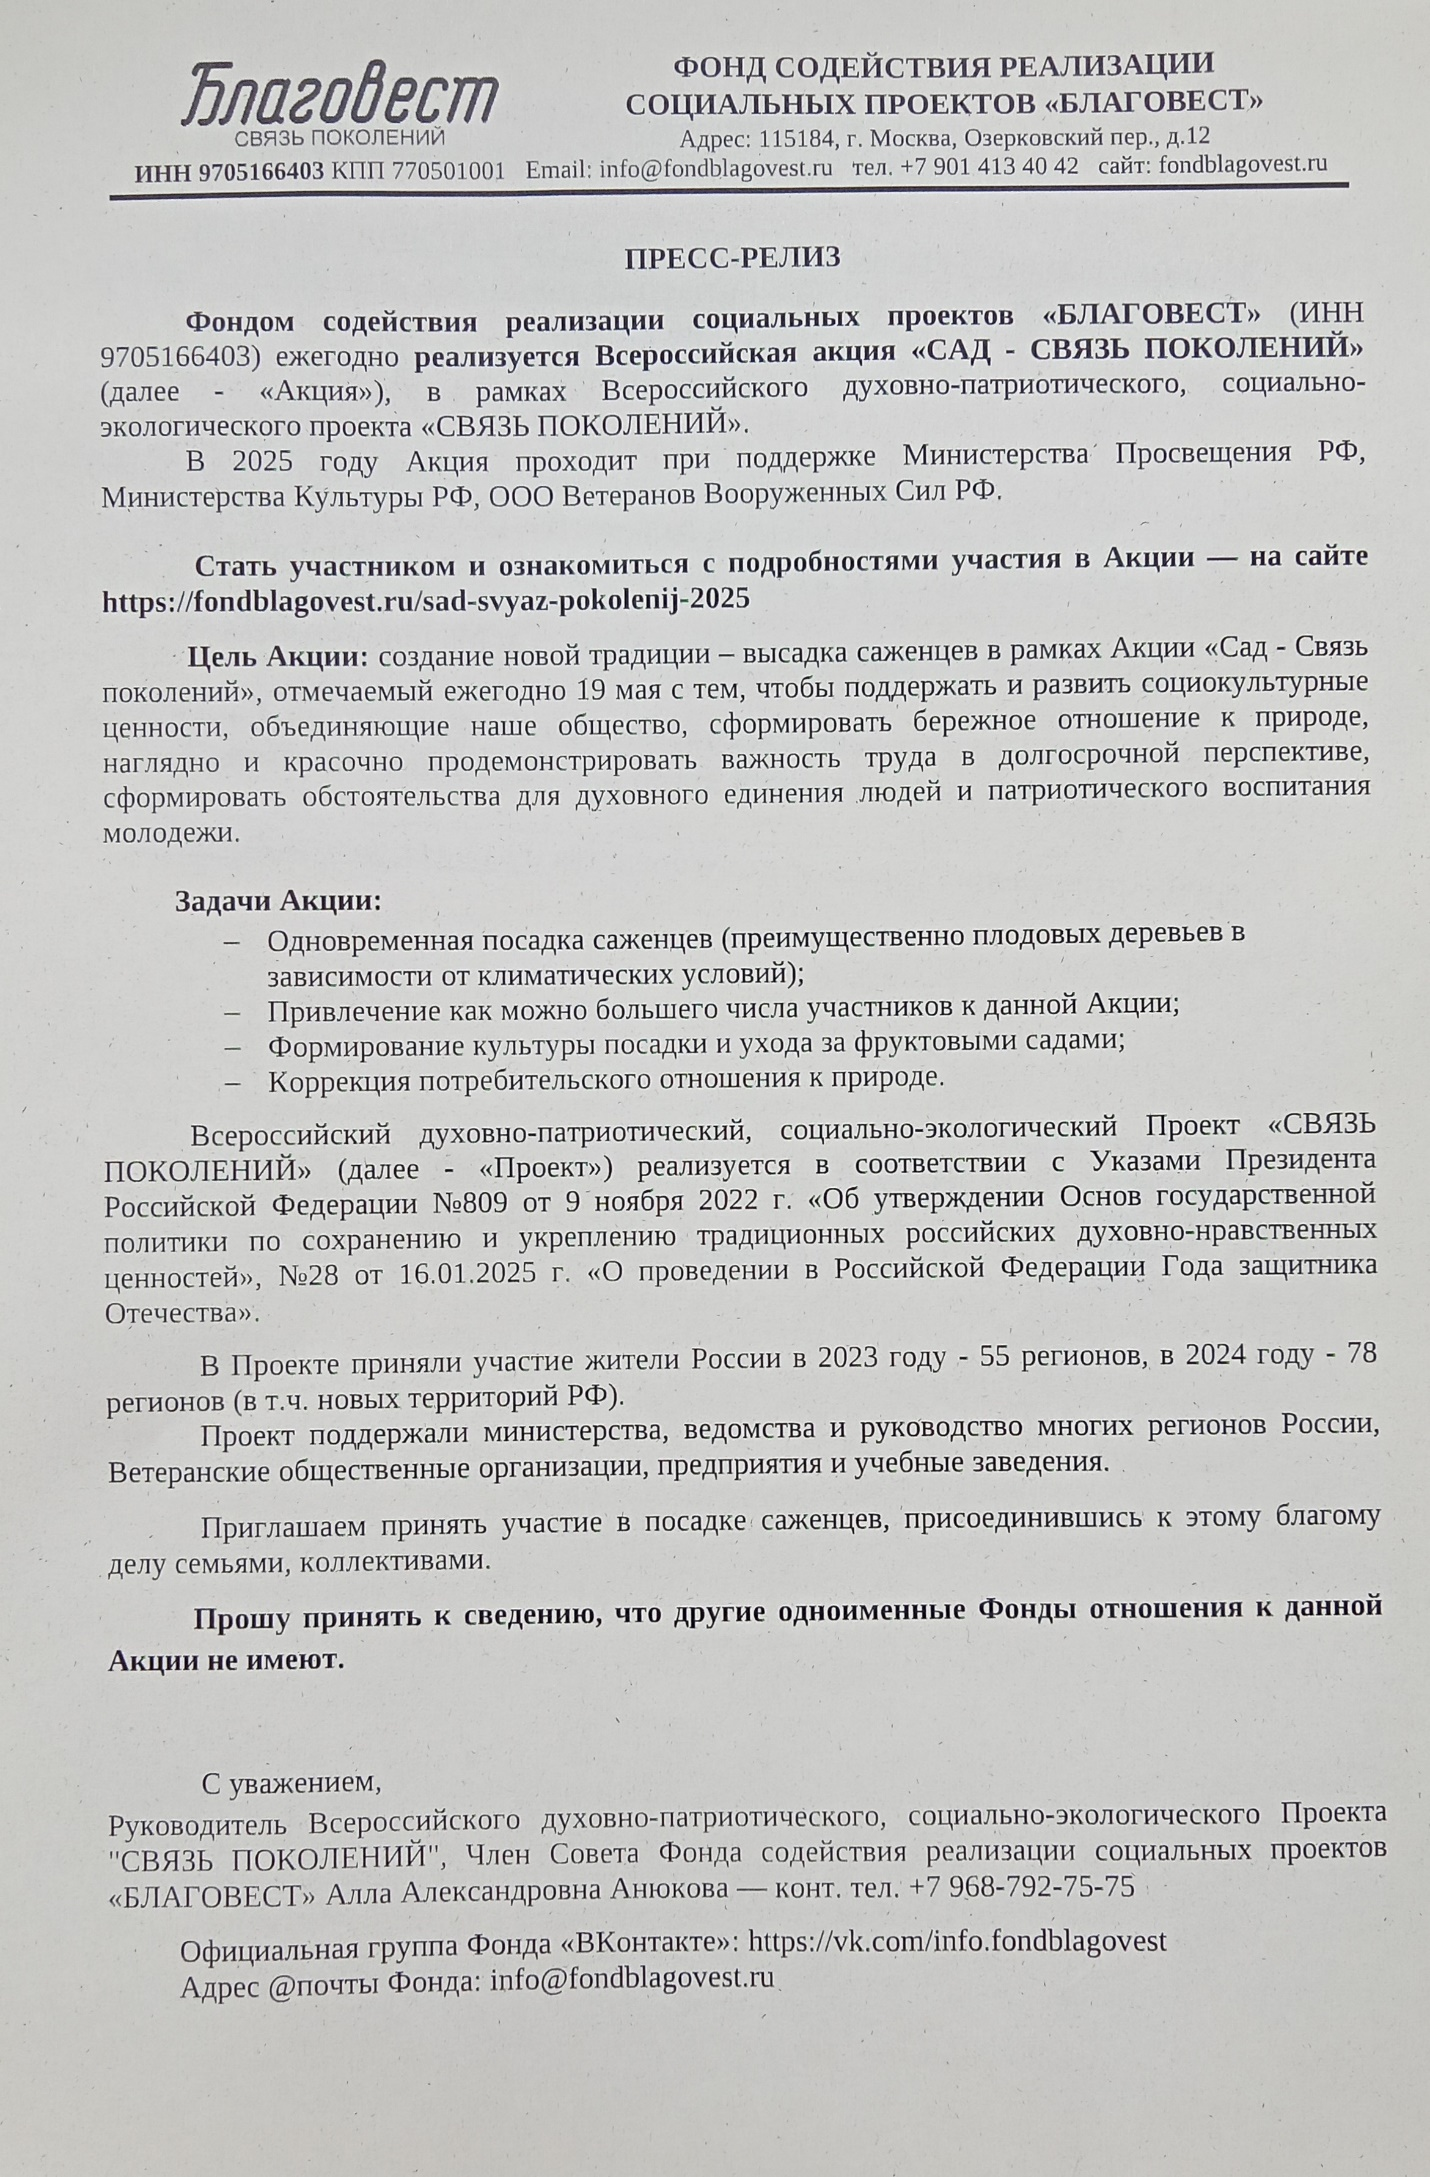 Благовест
СВЯЗЬ ПОКОЛЕНИЙ
ФОНД СОДЕЙСТВИЯ РЕАЛИЗАЦИИ
СОЦИАЛЬНЫХ ПРОЕКТОВ «БЛАГОВЕСТ»
Адрес: 115184, г. Москва, Озерковский пер., д.12
ИНН 9705166403 КПП 770501001 Email: info@fondblagovest.ru тел. +7 901 413 40 42 сайт: fondblagovest.ru
ПРЕСС-РЕЛИЗ
Фондом содействия реализации социальных проектов «БЛАГОВЕСТ» (ИНН
9705166403) ежегодно реализуется Всероссийская акция «САД - СВЯЗЬ ПОКОЛЕНИЙ»
(далее - «Акция»), в рамках Всероссийского духовно-патриотического, социально-
экологического проекта «СВЯЗЬ ПОКОЛЕНИЙ».
В 2025 году Акция проходит при поддержке Министерства Просвещения РФ,
Министерства Культуры РФ, ООО Ветеранов Вооруженных Сил РФ.
Стать участником и ознакомиться с подробностями участия в Акции — на сайте
https://fondblagovest.ru/sad-svyaz-pokolenij-2025
Цель Акции: создание новой традиции – высадка саженцев в рамках Акции «Сад - Связь
поколений», отмечаемый ежегодно 19 мая с тем, чтобы поддержать и развить социокультурные
ценности, объединяющие наше общество, сформировать бережное отношение к природе,
наглядно и красочно продемонстрировать важность труда в долгосрочной перспективе,
сформировать обстоятельства для духовного единения людей и патриотического воспитания
молодежи.
Задачи Акции:
– Одновременная посадка саженцев (преимущественно плодовых деревьев в
зависимости от климатических условий);
– Привлечение как можно большего числа участников к данной Акции;
– Формирование культуры посадки и ухода за фруктовыми садами;
– Коррекция потребительского отношения к природе.
Всероссийский духовно-патриотический, социально-экологический Проект «СВЯЗЬ
ПОКОЛЕНИЙ» (далее - «Проект») реализуется в соответствии с Указами Президента
Российской Федерации №809 от 9 ноября 2022 г. «Об утверждении Основ государственной
политики по сохранению и укреплению традиционных российских духовно-нравственных
ценностей», №28 от 16.01.2025 г. «О проведении в Российской Федерации Года защитника
Отечества».
В Проекте приняли участие жители России в 2023 году - 55 регионов, в 2024 году - 78
регионов (в т.ч. новых территорий РФ).
Проект поддержали министерства, ведомства и руководство многих регионов России,
Ветеранские общественные организации, предприятия и учебные заведения.
Приглашаем принять участие в посадке саженцев, присоединившись к этому благому
делу семьями, коллективами.
Прошу принять к сведению, что другие одноименные Фонды отношения к данной
Акции не имеют.
С уважением,
Руководитель Всероссийского духовно-патриотического, социально-экологического Проекта
"СВЯЗЬ ПОКОЛЕНИЙ", Член Совета Фонда содействия реализации социальных проектов
«БЛАГОВЕСТ» Алла Александровна Анюкова — конт. тел. +7 968-792-75-75
Официальная группа Фонда «ВКонтакте»: https://vk.com/info.fondblagovest
Адрес @почты Фонда: info@fondblagovest.ru